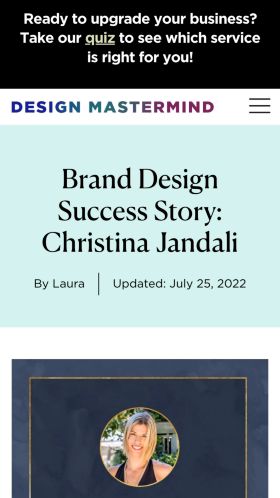 Ready to upgrade your business?
Take our quiz to see which service
is right for you!
DESIGN MASTERMIND
Brand Design
Success Story:
Christina Jandali
By Laura
Updated: July 25, 2022